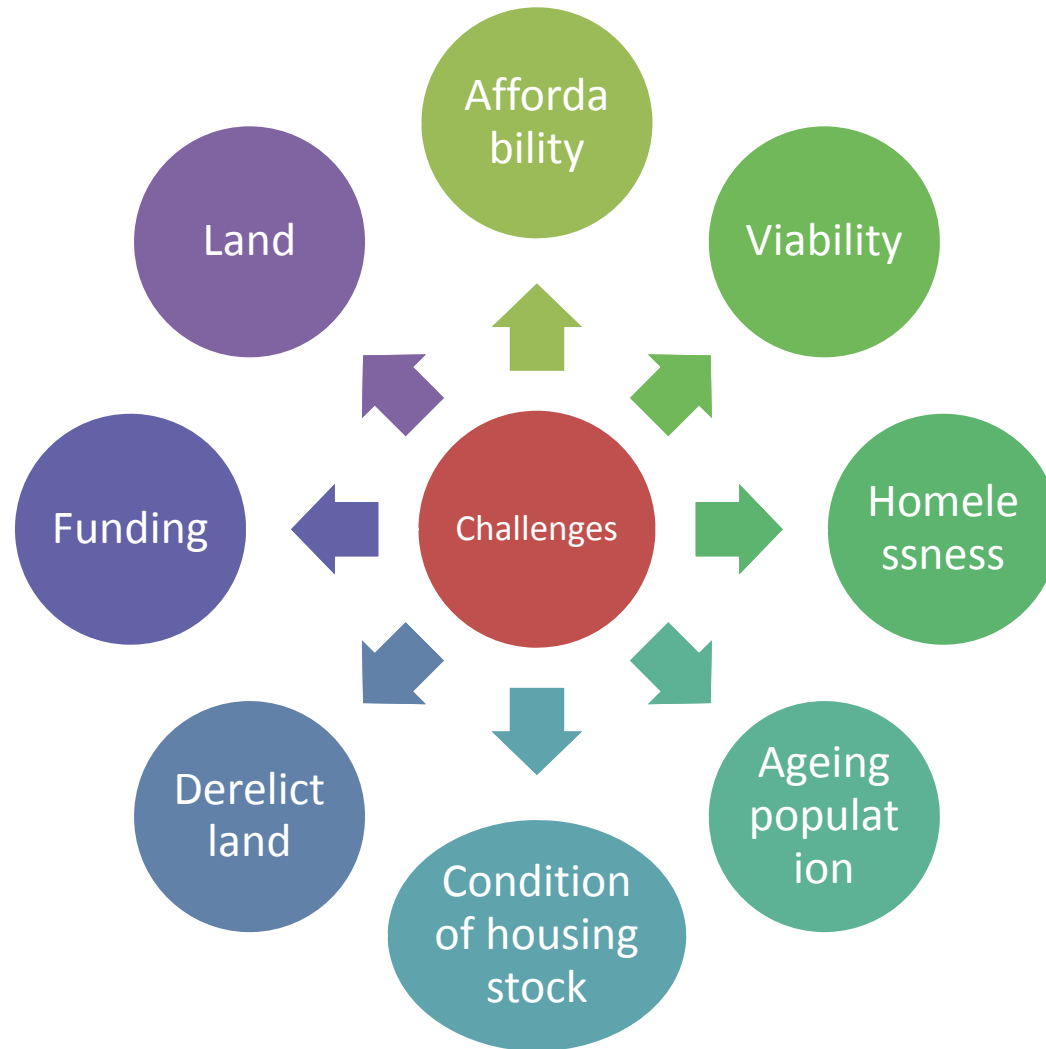 Afforda
bility
Viability
Homele
ssness
Ageing
populat
ion
Condition
of housing
stock
Derelict
land
Funding
Land
Challenges